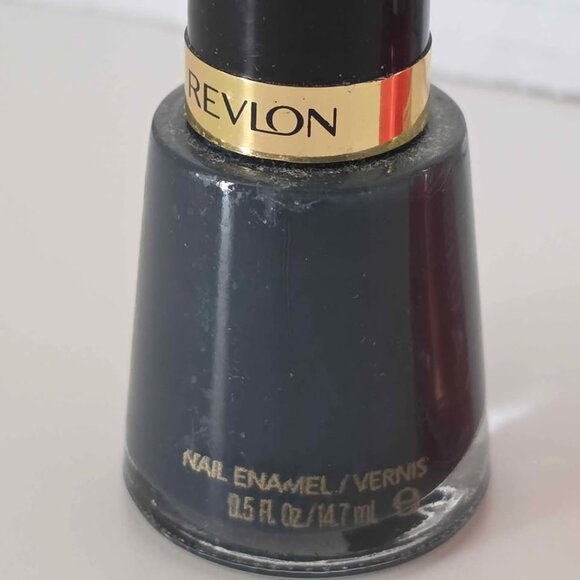 REVLON
NAIL ENAMEL / VERNIS
0.5 Fl. Oz/14.7 mL ℮